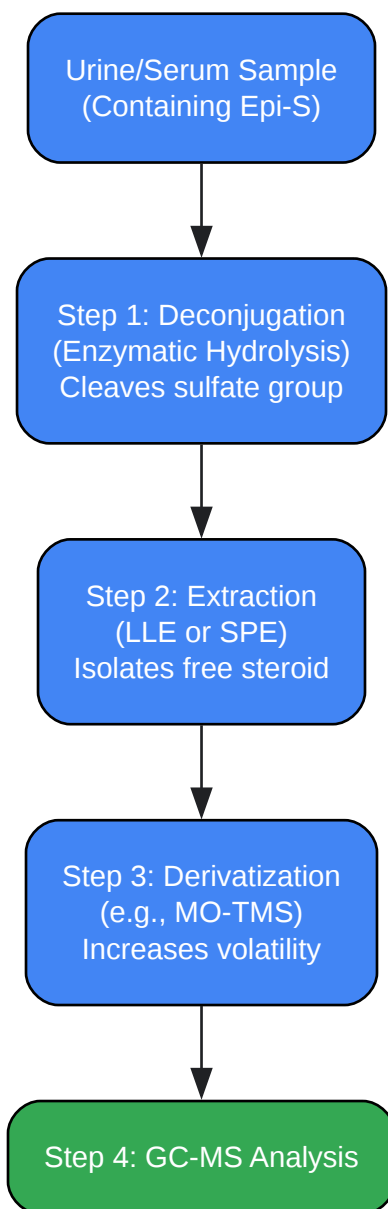 Urine/Serum Sample
(Containing Epi-S)
Step 1: Deconjugation
(Enzymatic Hydrolysis)
Cleaves sulfate group
Step 2: Extraction
(LLE or SPE)
Isolates free steroid
Step 3: Derivatization
(e.g., MO-TMS)
Increases volatility
Step 4: GC-MS Analysis